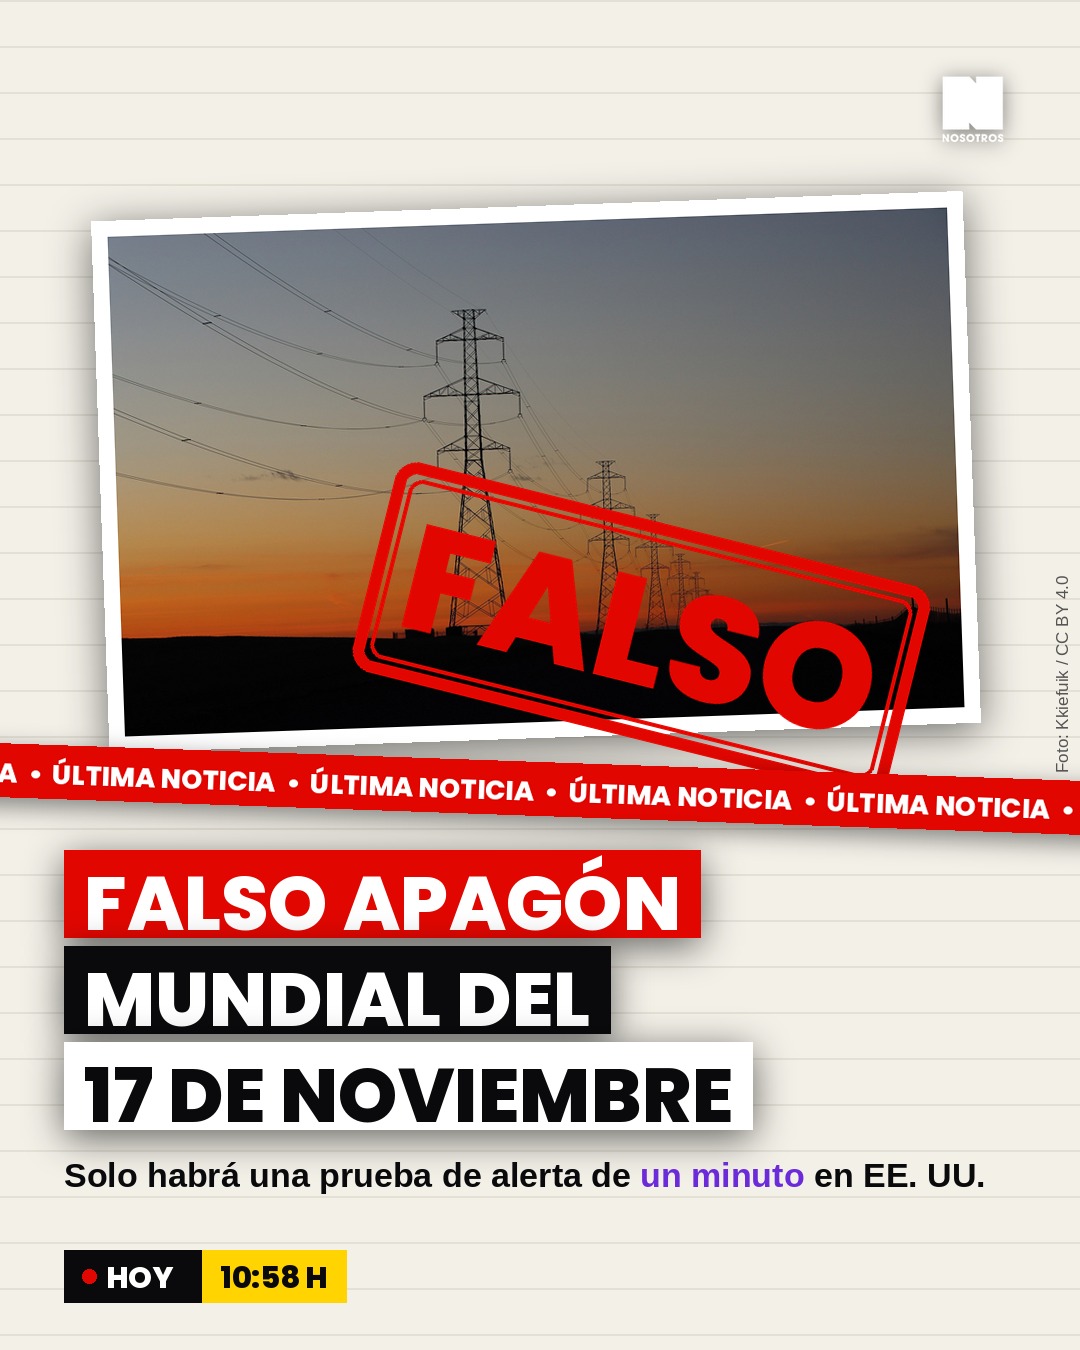 NOSOTROS
FALSO
Foto: Kkiefuik / CC BY 4.0
A • ÚLTIMA NOTICIA • ÚLTIMA NOTICIA • ÚLTIMA NOTICIA • ÚLTIMA NOTICIA •
FALSO APAGÓN
MUNDIAL DEL
17 DE NOVIEMBRE
Solo habrá una prueba de alerta de un minuto en EE. UU.
HOY 10:58 H